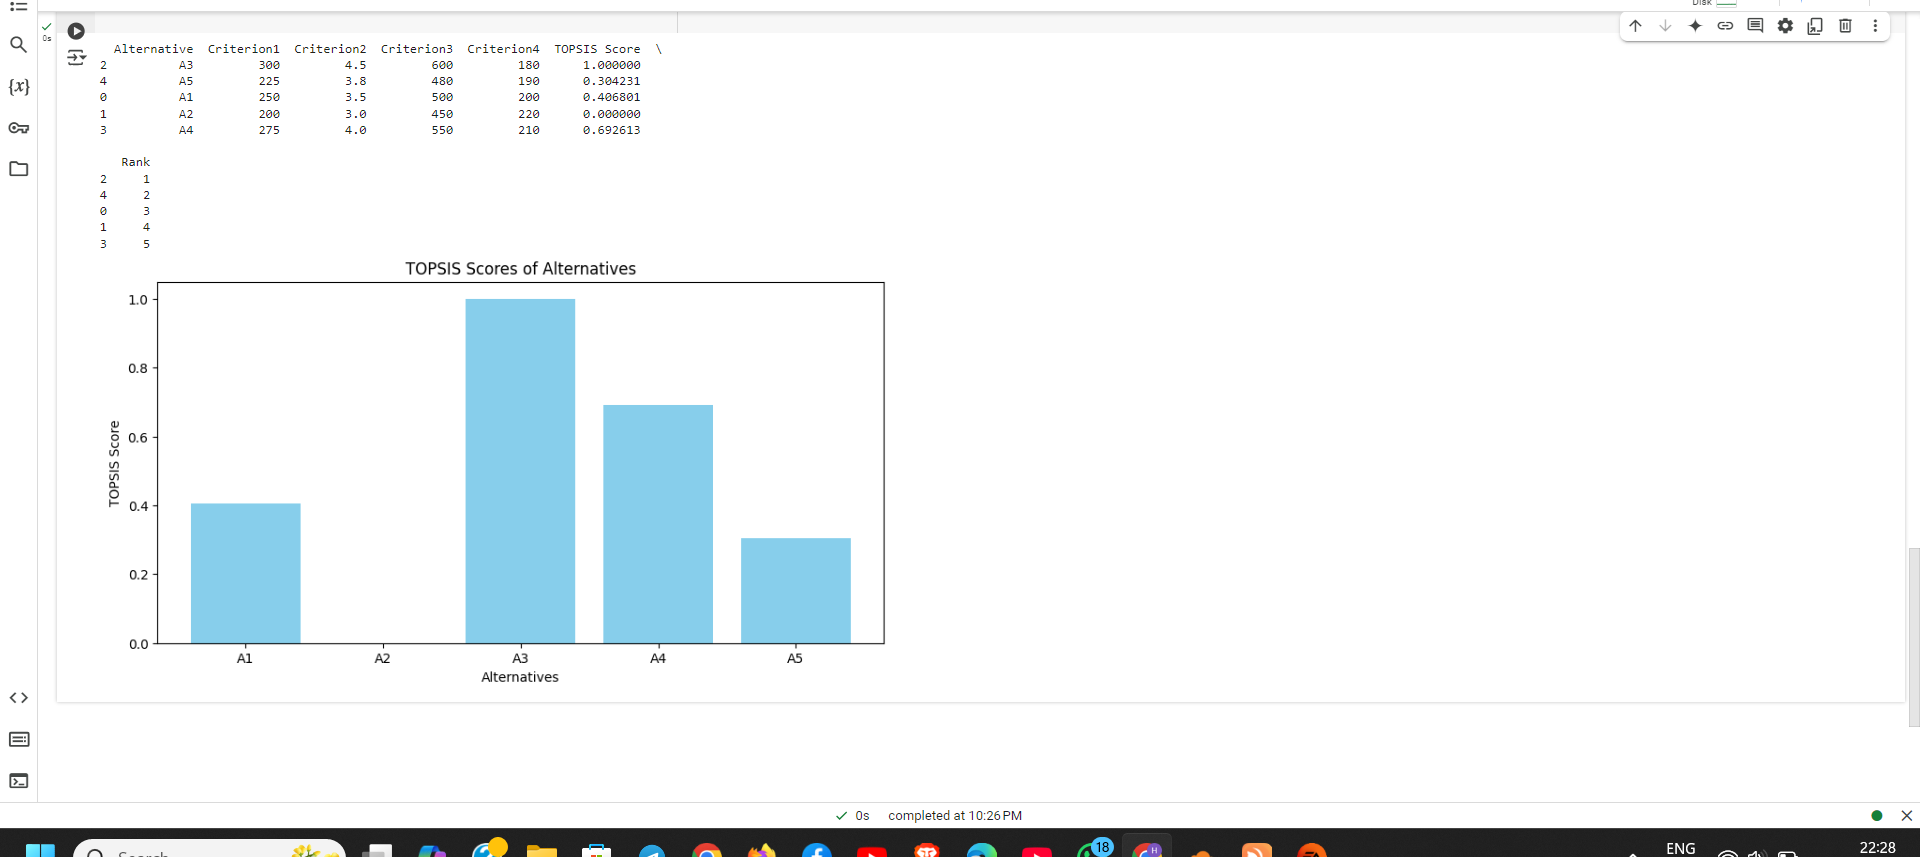 Disk
0s
Alternative Criterion1 Criterion2 Criterion3 Criterion4 TOPSIS Score \
2 A3 300 4.5 600 180 1.000000
4 A5 225 3.8 480 190 0.304231
0 A1 250 3.5 500 200 0.406801
1 A2 200 3.0 450 220 0.000000
3 A4 275 4.0 550 210 0.692613
Rank
2 1
4 2
0 3
1 4
3 5
TOPSIS Scores of Alternatives
1.0
0.8
0.6
0.4
0.2
0.0
TOPSIS Score
A1 A2 A3 A4 A5
Alternatives
{x}
0s completed at 10:26 PM
Search
18
H
ENG
22:28